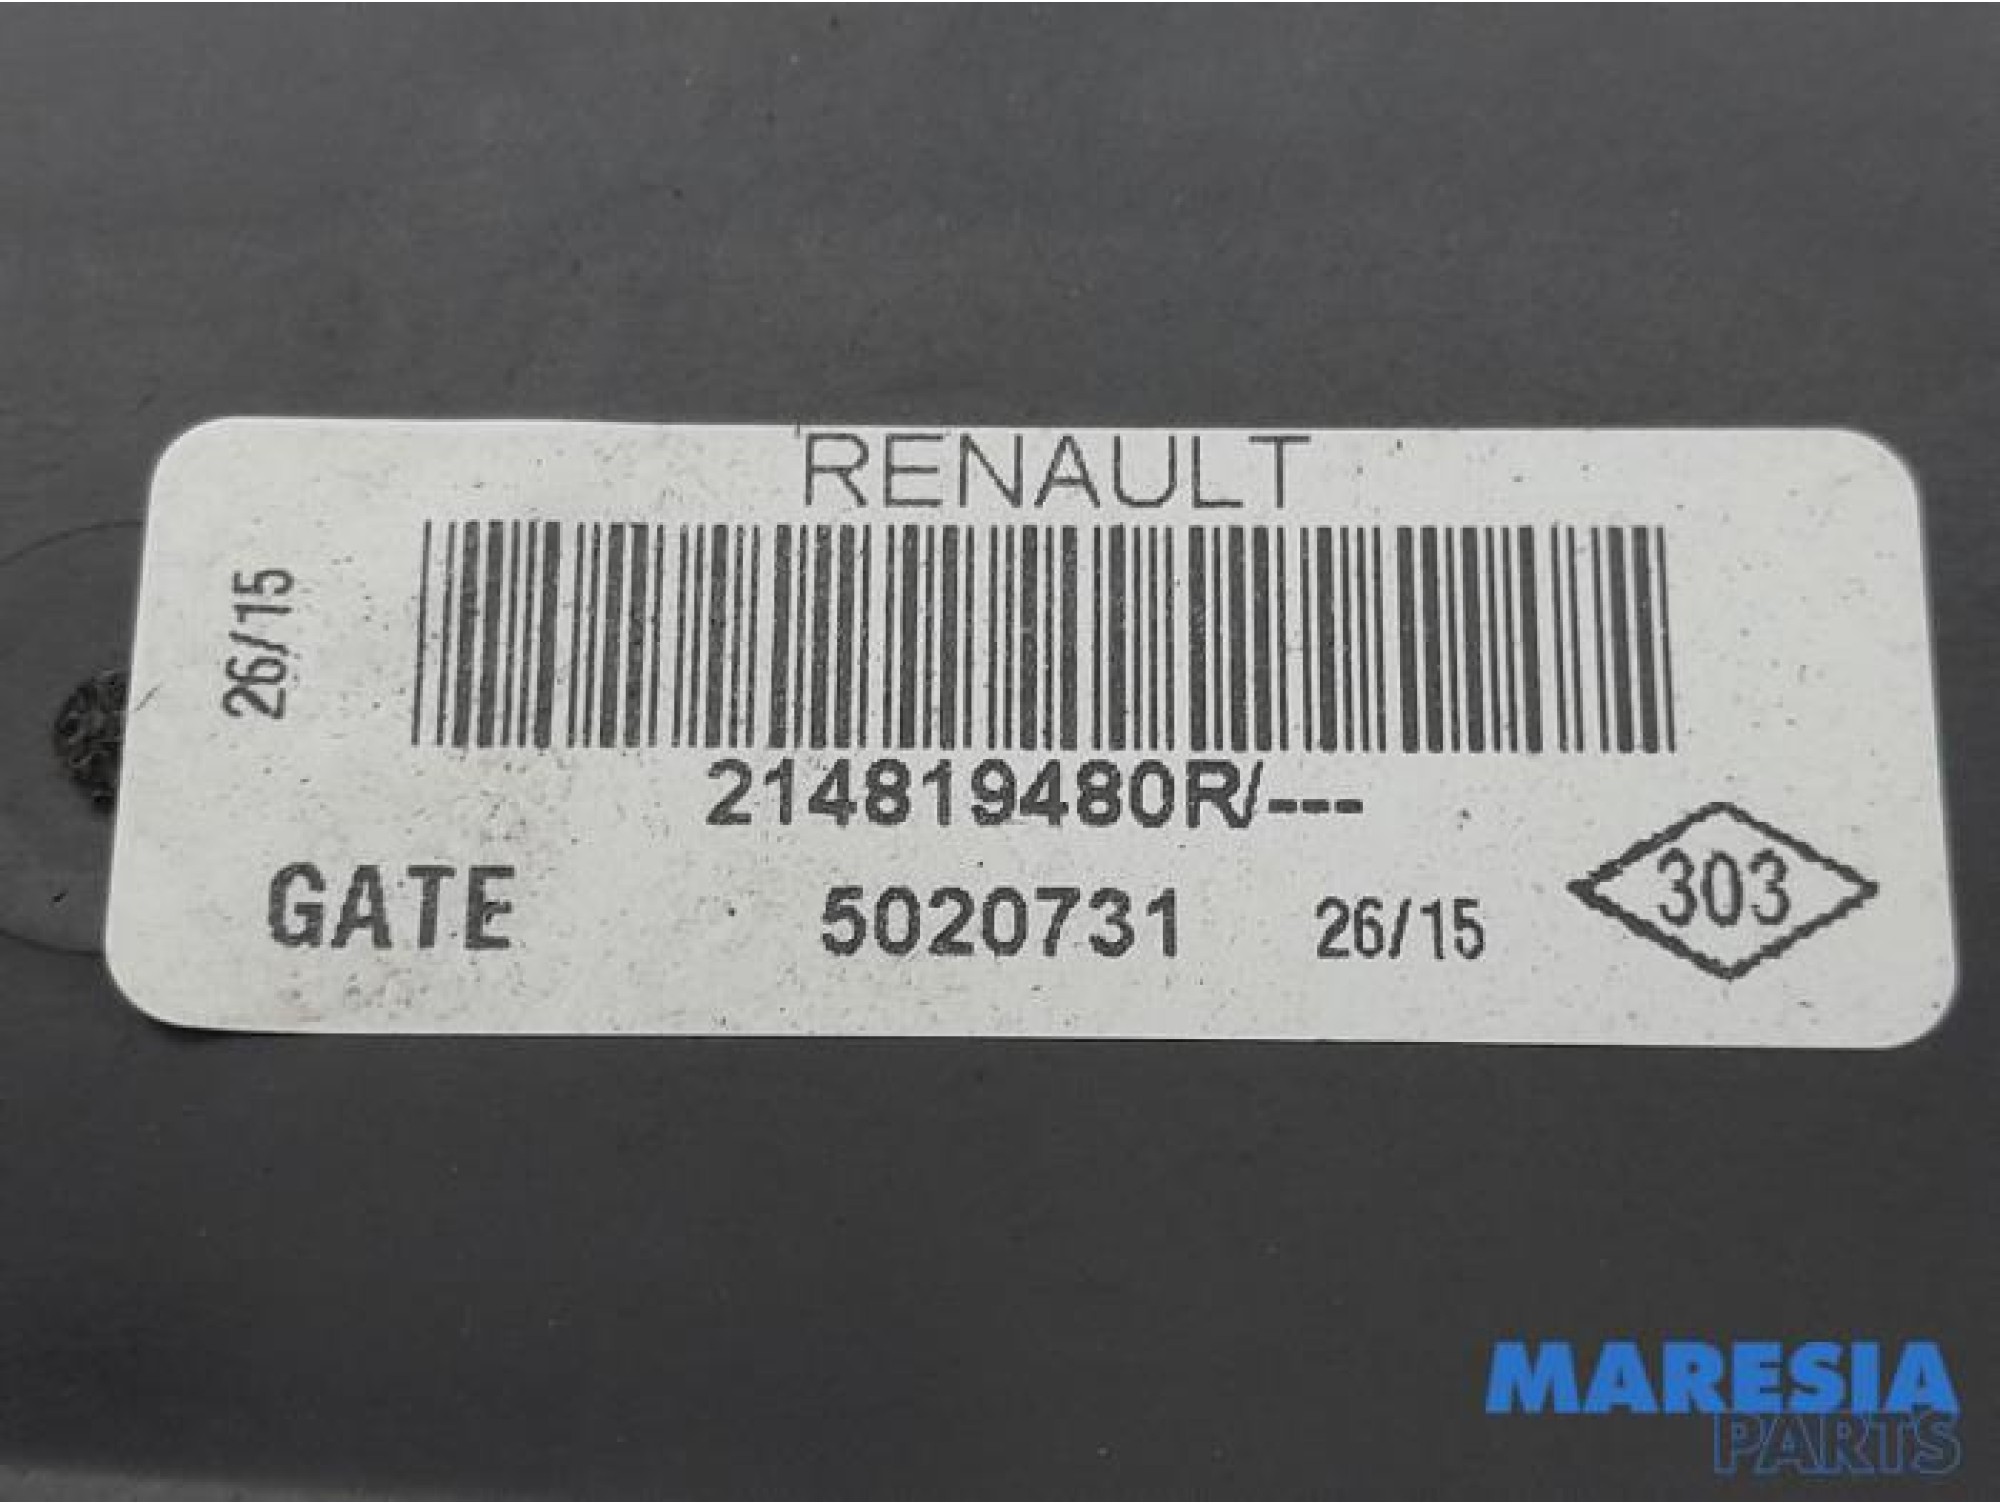 RENAULT
26/15
214819480R/---
GATE 5020731 26/15 303
MARESIA
PARTS